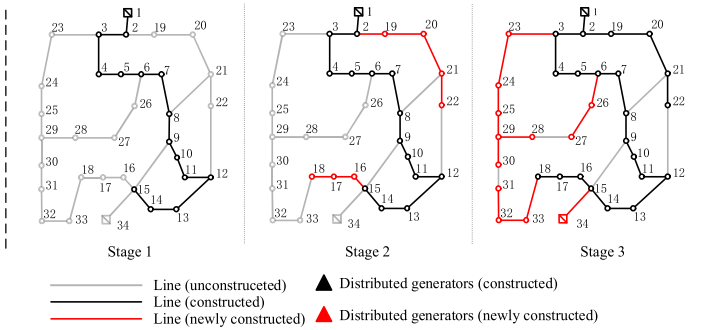 1
23 3 2 19 20
4 5 6 7 21
24 26 22
25 8
29 28 27 9
30 10
18 16 11 12
31 17 15
14
32 33 34 13
Stage 1
1
23 3 2 19 20
4 5 6 7 21
24 26 22
25 8
29 28 27 9
30 10
18 16 11 12
31 17 15
14
32 33 34 13
Stage 2
1
23 3 2 19 20
4 5 6 7 21
24 26 22
25 8
29 28 27 9
30 10
18 16 11 12
31 17 15
14
32 33 34 13
Stage 3
Line (unconstruceted)
Line (constructed)
Line (newly constructed)
Distributed generators (constructed)
Distributed generators (newly constructed)